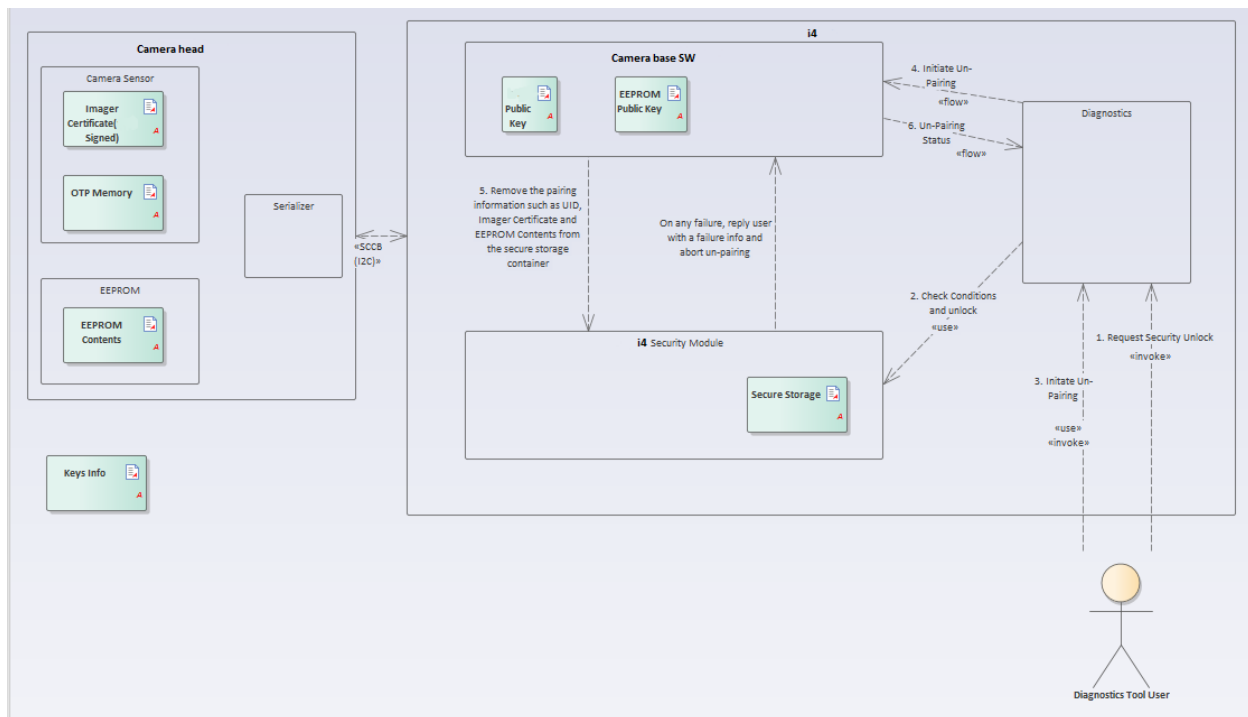 i4
Camera head
Camera Sensor
Imager
Certificate(
Signed)
A
OTP Memory
A
Serializer
«SCCB
(I2C)»
EEPROM
EEPROM
Contents
A
Keys Info
A
Camera base SW
Public
Key
A
EEPROM
Public Key
A
5. Remove the pairing
information such as UID,
Imager Certificate and
EEPROM Contents from
the secure storage
container
On any failure, reply user
with a failure info and
abort un-pairing
i4 Security Module
Secure Storage
A
4. Initiate Un-
Pairing
«flow»
6. Un-Pairing
Status
«flow»
Diagnostics
2. Check Conditions
and unlock
«use»
1. Request Security Unlock
«invoke»
3. Initate Un-
Pairing
«use»
«invoke»
Diagnostics Tool User